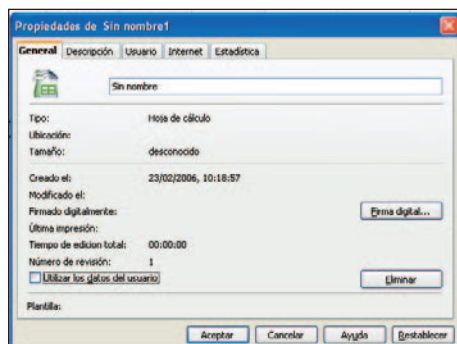 Propiedades de Sin nombre1
General Descripción Usuario Internet Estadística
Sin nombre
Tipo: Hoja de cálculo
Ubicación:
Tamaño: desconocido
Creado el: 23/02/2006, 10:18:57
Modificado el:
Firmado digitalmente: Firma digital...
Última impresión:
Tiempo de edicion total: 00:00:00
Número de revisión: 1
Utilizar los datos del usuario Eliminar
Plantilla:
Aceptar Cancelar Ayuda Restablecer